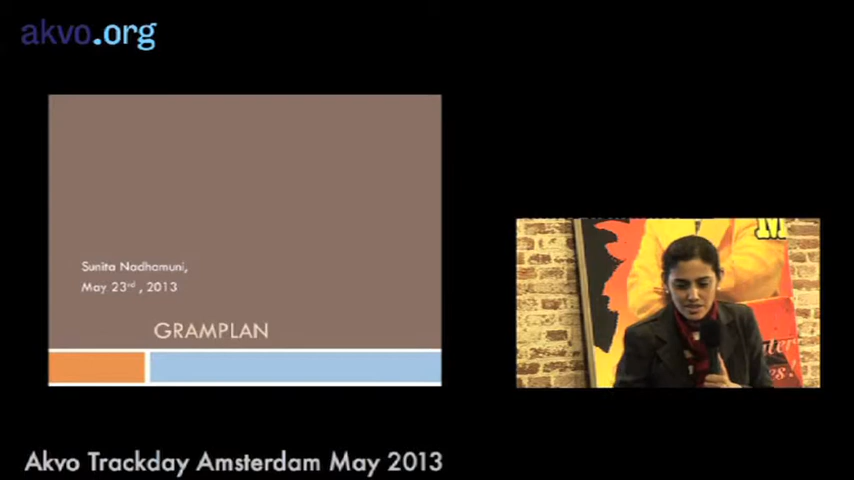 akvo.org
Sunita Nadhamuni,
May 23rd , 2013
GRAMPLAN
M
Akvo Trackday Amsterdam May 2013